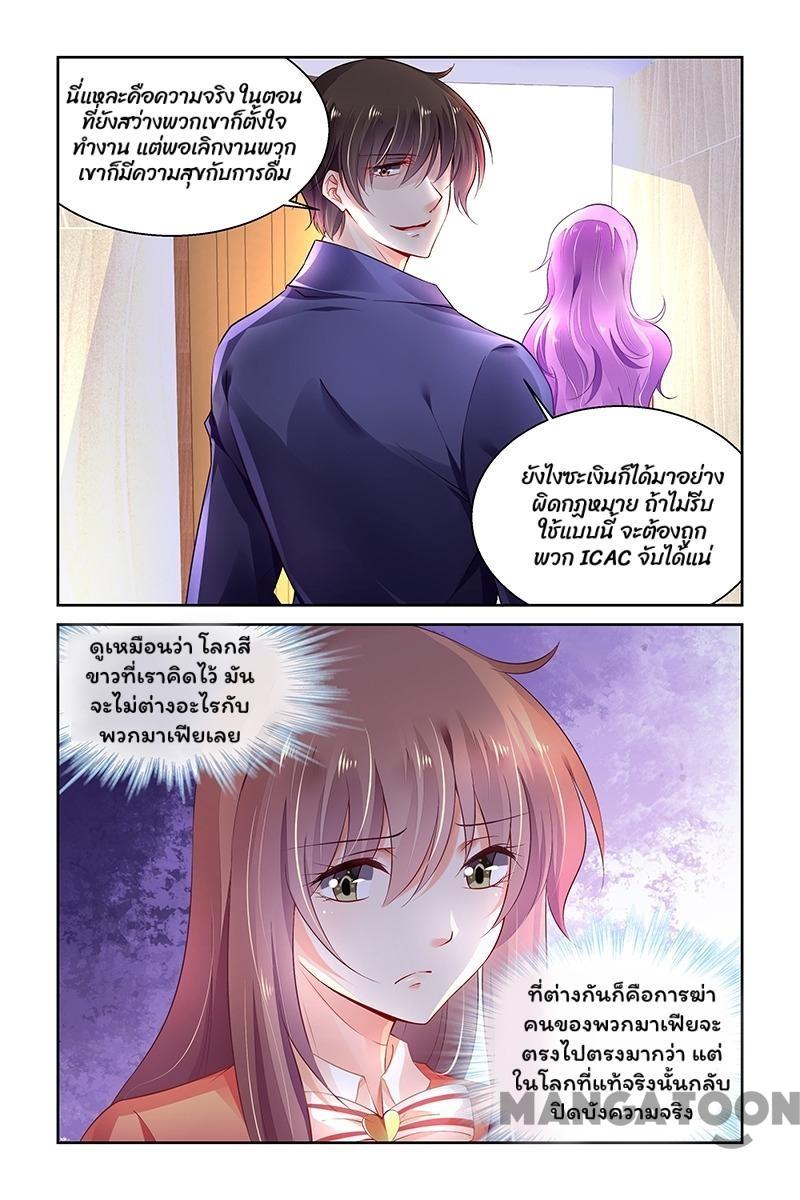 นี่แหละคือความจริง ในตอน
ที่ยังสว่างพวกเขาก็ตั้งใจ
ทำงาน แต่พอเลิกงานพวก
เขาก็มีความสุขกับการดื่ม
ยังไงซะเงินก็ได้มาอย่าง
ผิดกฎหมาย ถ้าไม่รีบ
ใช้แบบนี้ จะต้องถูก
พวก ICAC จับได้แน่
ดูเหมือนว่า โลกสี
ขาวที่เราคิดไว้ มัน
จะไม่ต่างอะไรกับ
พวกมาเฟียเลย
ที่ต่างกันก็คือการฆ่า
คนของพวกมาเฟียจะ
ตรงไปตรงมากว่า แต่
ในโลกที่แท้จริงนั้นกลับ
ปิดบังความจริง
MANGATOON